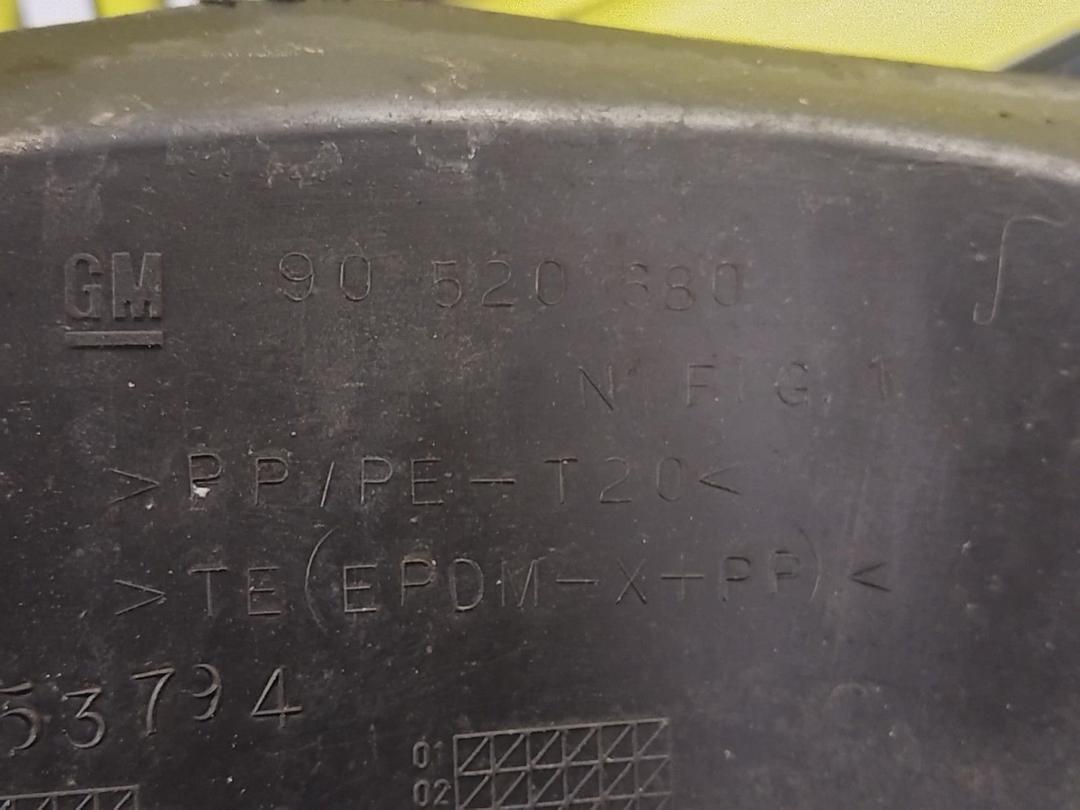 GM 90 520 680
N FIG. 1
>PP/PE-T20<
>TE(EPDM-X+PP)<
53794
01
02